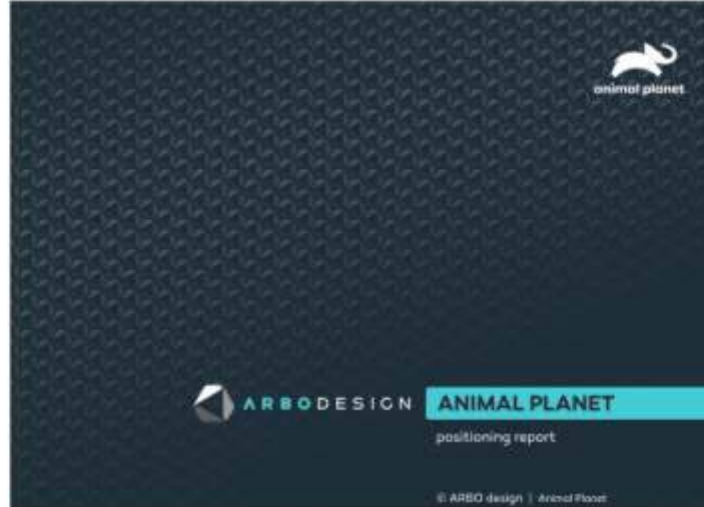 animal planet
ARBODESIGN
ANIMAL PLANET
positioning report
© ARBO design | Animal Planet